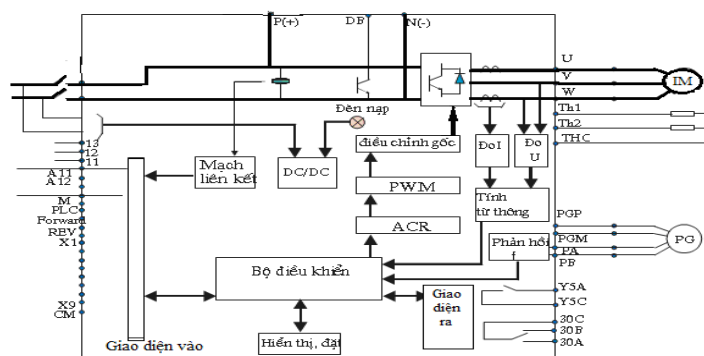 P(+)
DB
N(-)
U
V
W
IM
Th1
Th2
THC
Đèn nạp
13
12
11
A11
A12
M
PLC
Forward
REV
X1
X9
CM
Mạch
liên kết
DC/DC
điều chỉnh gốc
PWM
ACR
Đo I
Đo
U
Tính
từ thông
Phản hồi
f
PGP
PGM
PA
PB
PG
Bộ điều khiển
Giao
diện
ra
Y5A
Y5C
30C
30B
30A
Giao diện vào
Hiển thị, đặt